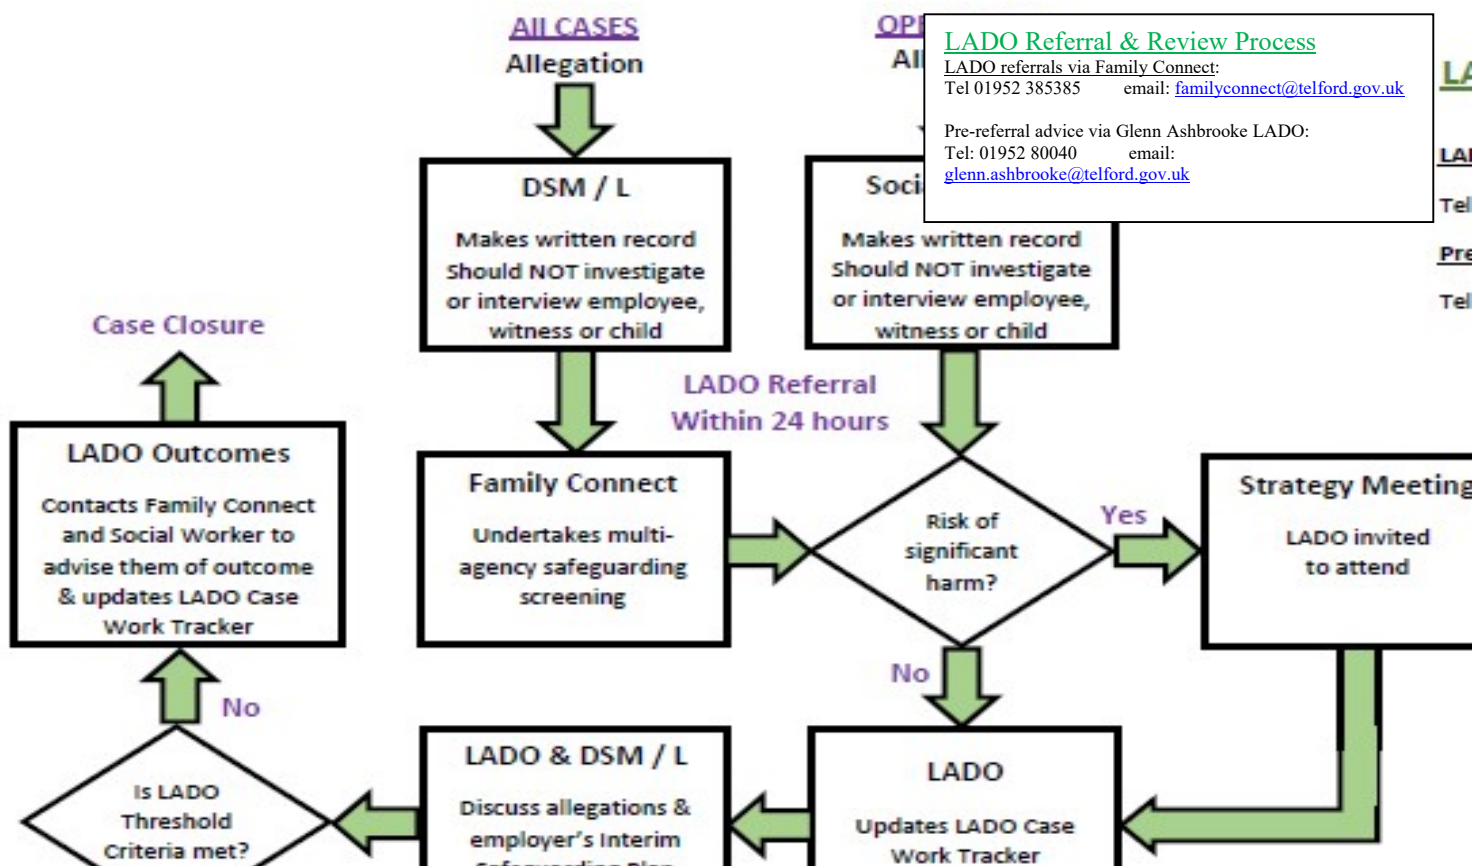 All CASES
Allegation
LADO Referral & Review Process
LADO referrals via Family Connect:
Tel 01952 385385 email: familyconnect@telford.gov.uk
Pre-referral advice via Glenn Ashbrooke LADO:
Tel: 01952 80040 email:
glenn.ashbrooke@telford.gov.uk
Tel
Tel
DSM / L
Makes written record
Should NOT investigate
or interview employee,
witness or child
Makes written record
Should NOT investigate
or interview employee,
witness or child
Case Closure
LADO Referral
Within 24 hours
LADO Outcomes
Contacts Family Connect
and Social Worker to
advise them of outcome
& updates LADO Case
Work Tracker
Family Connect
Undertakes multi-
agency safeguarding
screening
Risk of
significant
harm?
Yes
Strategy Meeting
LADO invited
to attend
No
No
Is LADO
Threshold
Criteria met?
LADO & DSM / L
Discuss allegations &
employer's Interim
Safeguarding Plan
LADO
Updates LADO Case
Work Tracker